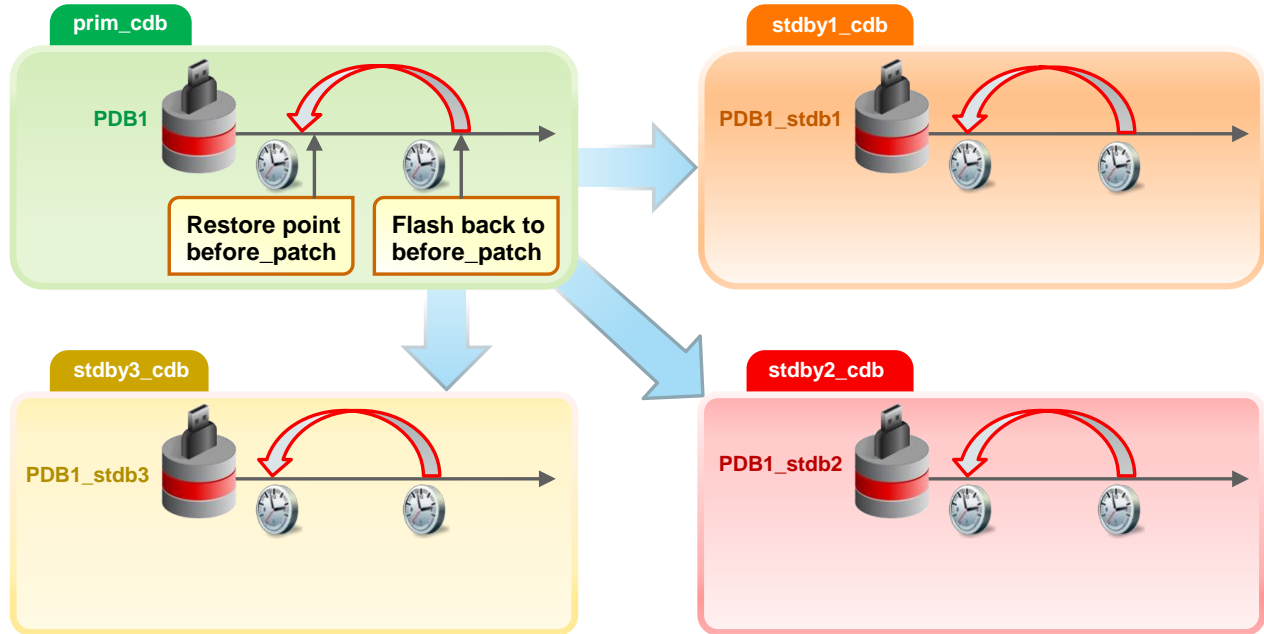 prim_cdb
PDB1
Restore point
before_patch
Flash back to
before_patch
stdby1_cdb
PDB1_stdb1
stdby3_cdb
PDB1_stdb3
stdby2_cdb
PDB1_stdb2